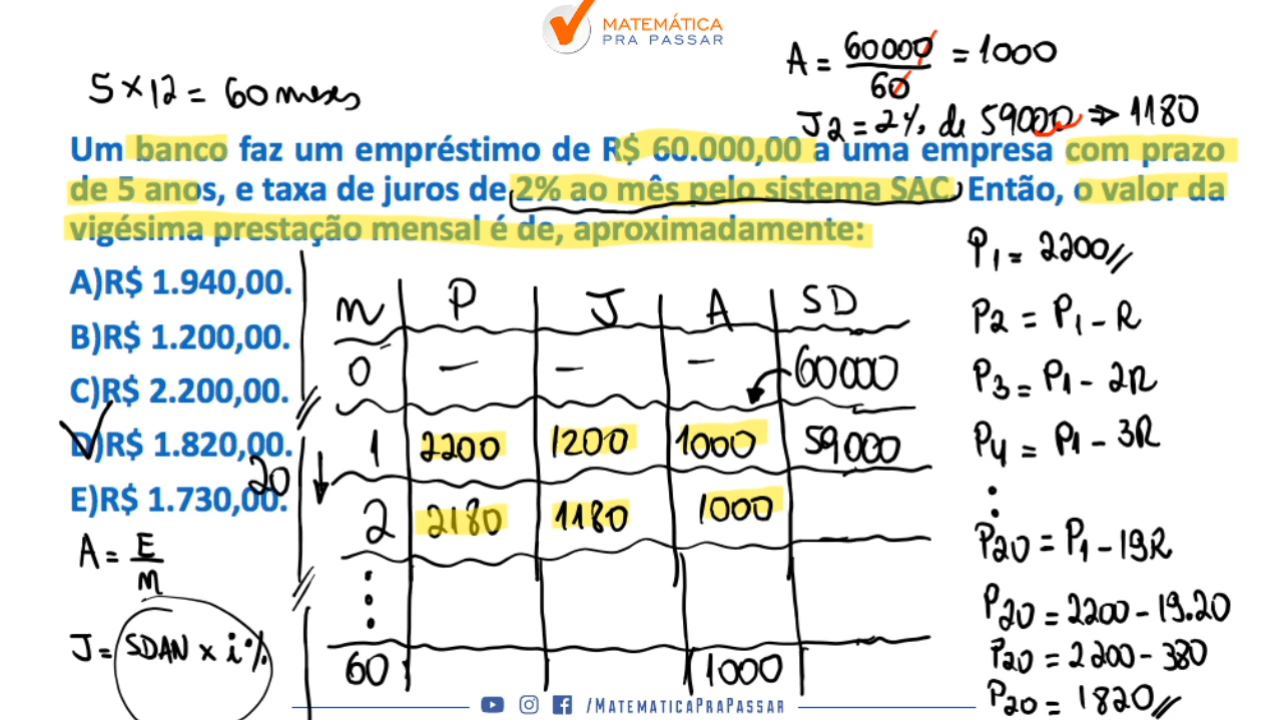 MATEMÁTICA
PRA PASSAR
5 × 12 = 60 meses
A = 60000/60 = 1000
J2 = 2% de 59000 ⇒ 1180
Um banco faz um empréstimo de R$ 60.000,00 a uma empresa com prazo
de 5 anos, e taxa de juros de 2% ao mês pelo sistema SAC. Então, o valor da
vigésima prestação mensal é de, aproximadamente:
A)R$ 1.940,00.
B)R$ 1.200,00.
C)R$ 2.200,00.
D)R$ 1.820,00.
E)R$ 1.730,00.
20
A = E/n
J = SDAN × i%
n P J A SD
0 — — — 60000
1 2200 1200 1000 59000
2 2180 1180 1000
⋮
60 1000
P1 = 2200//
P2 = P1 - R
P3 = P1 - 2R
P4 = P1 - 3R
⋮
P20 = P1 - 19R
P20 = 2200 - 19.20
P20 = 2200 - 380
P20 = 1820//
/MATEMATICAPRAPASSAR